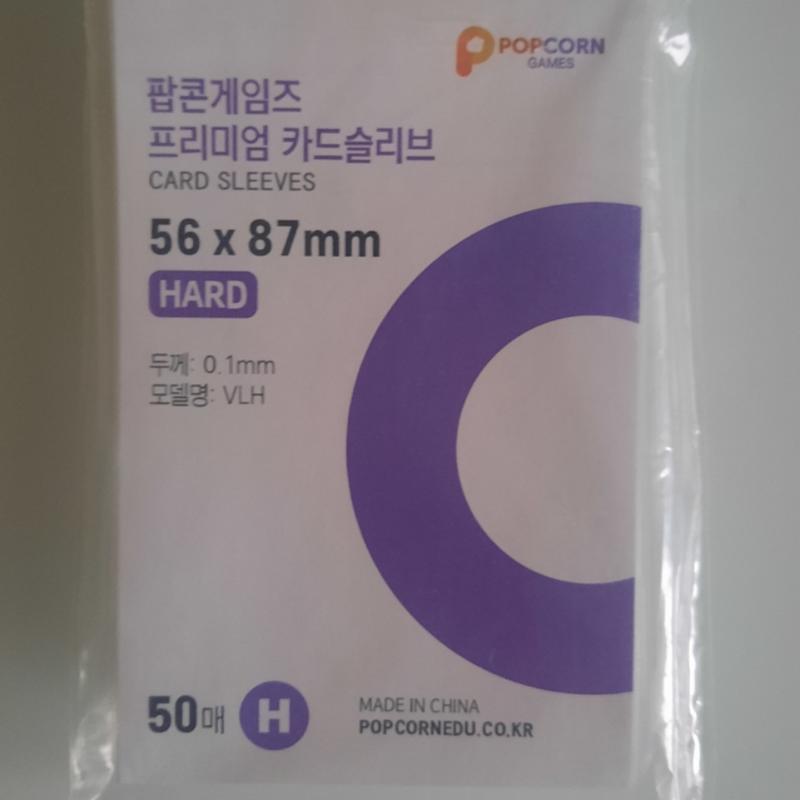 POPCORN
GAMES
팝콘게임즈
프리미엄 카드슬리브
CARD SLEEVES
56 x 87mm
HARD
두께: 0.1mm
모델명: VLH
50매 H
MADE IN CHINA
POPCORNEDU.CO.KR